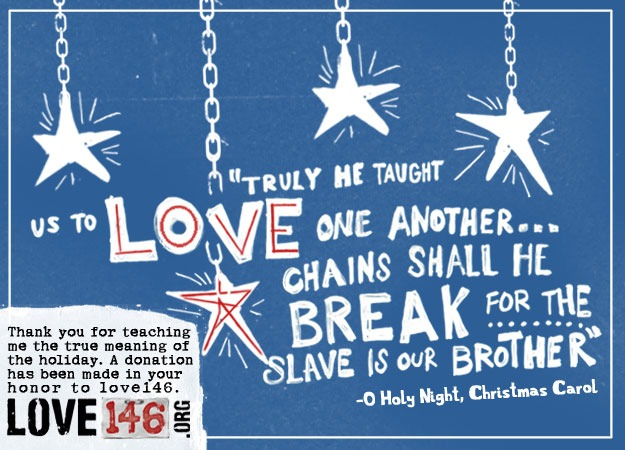 "TRULY HE TAUGHT
US TO LOVE ONE ANOTHER...
CHAINS SHALL HE
BREAK FOR THE
SLAVE IS OUR BROTHER"
-O Holy Night, Christmas Carol
Thank you for teaching
me the true meaning of
the holiday. A donation
has been made in your
honor to love146.
LOVE 146 .ORG